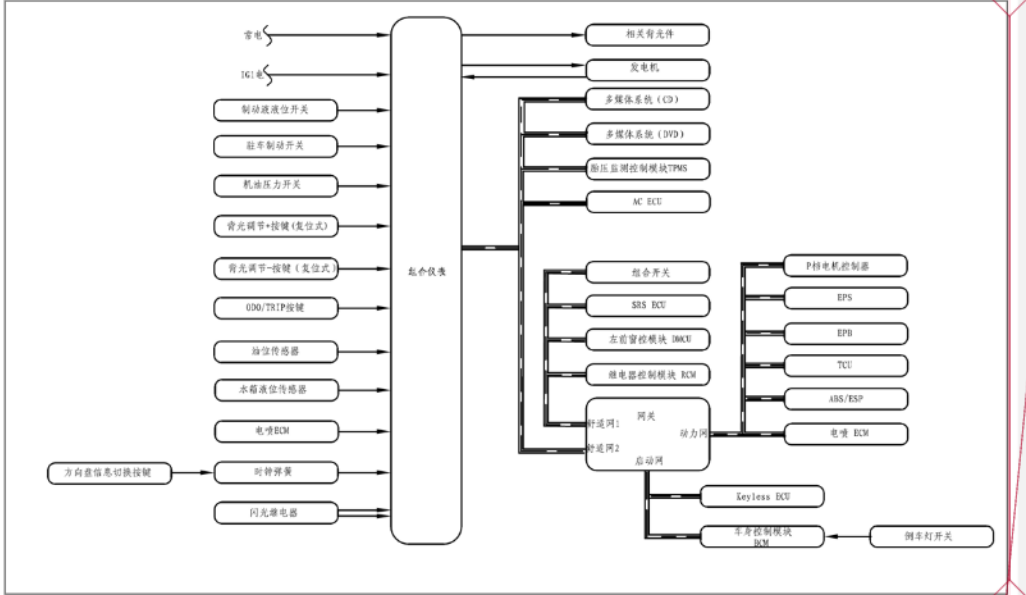 常电
IG1电
制动液液位开关
驻车制动开关
机油压力开关
背光调节+按键(复位式)
背光调节-按键(复位式)
ODO/TRIP按键
油位传感器
水箱液位传感器
电喷ECM
方向盘信息切换按键
时钟弹簧
闪光继电器
组合仪表
相关背光件
发电机
多媒体系统(CD)
多媒体系统(DVD)
胎压监测控制模块TPMS
AC ECU
组合开关
SRS ECU
左前窗控模块 DMCU
继电器控制模块 RCM
网关
舒适网1
舒适网2
动力网
启动网
P档电机控制器
EPS
EPB
TCU
ABS/ESP
电喷 ECM
Keyless ECU
车身控制模块
BCM
倒车灯开关